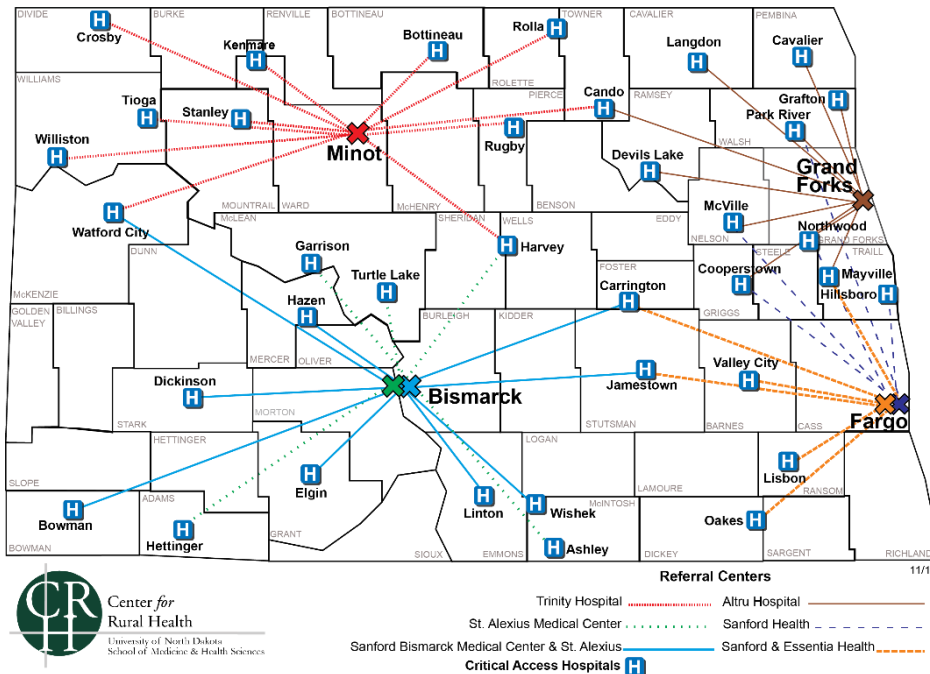 DIVIDE
BURKE
RENVILLE
BOTTINEAU
Rolla
TOWNER
CAVALIER
PEMBINA
Crosby
Kenmare
Bottineau
Langdon
Cavalier
WILLIAMS
ROLETTE
PIERCE
Cando
RAMSEY
Grafton
Tioga
Stanley
Park River
Williston
Minot
Rugby
WALSH
Devils Lake
Grand
Forks
MOUNTRAIL
WARD
McHENRY
BENSON
McVille
Watford City
McLEAN
SHERIDAN
WELLS
EDDY
NELSON
Northwood
GRAND FORKS
DUNN
Garrison
Harvey
STEELE
TRAILL
Turtle Lake
FOSTER
Cooperstown
Mayville
McKENZIE
Hazen
Carrington
Hillsboro
GOLDEN
VALLEY
BILLINGS
BURLEIGH
KIDDER
GRIGGS
MERCER
OLIVER
Dickinson
Bismarck
Jamestown
Valley City
STARK
MORTON
STUTSMAN
BARNES
CASS
Fargo
SLOPE
HETTINGER
LOGAN
Elgin
LAMOURE
Lisbon
RANSOM
Bowman
ADAMS
Linton
Wishek
McINTOSH
Oakes
Hettinger
GRANT
Ashley
BOWMAN
SIOUX
EMMONS
DICKEY
SARGENT
RICHLAND
11/1
Referral Centers
Trinity Hospital
Altru Hospital
St. Alexius Medical Center
Sanford Health
Sanford Bismarck Medical Center & St. Alexius
Sanford & Essentia Health
Critical Access Hospitals H
CRH
Center for
Rural Health
University of North Dakota
School of Medicine & Health Sciences